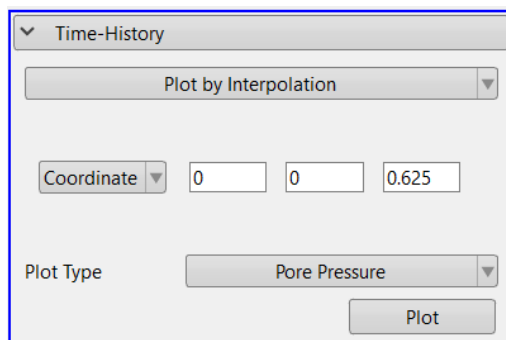 Time-History
Plot by Interpolation
Coordinate 0 0 0.625
Plot Type Pore Pressure
Plot